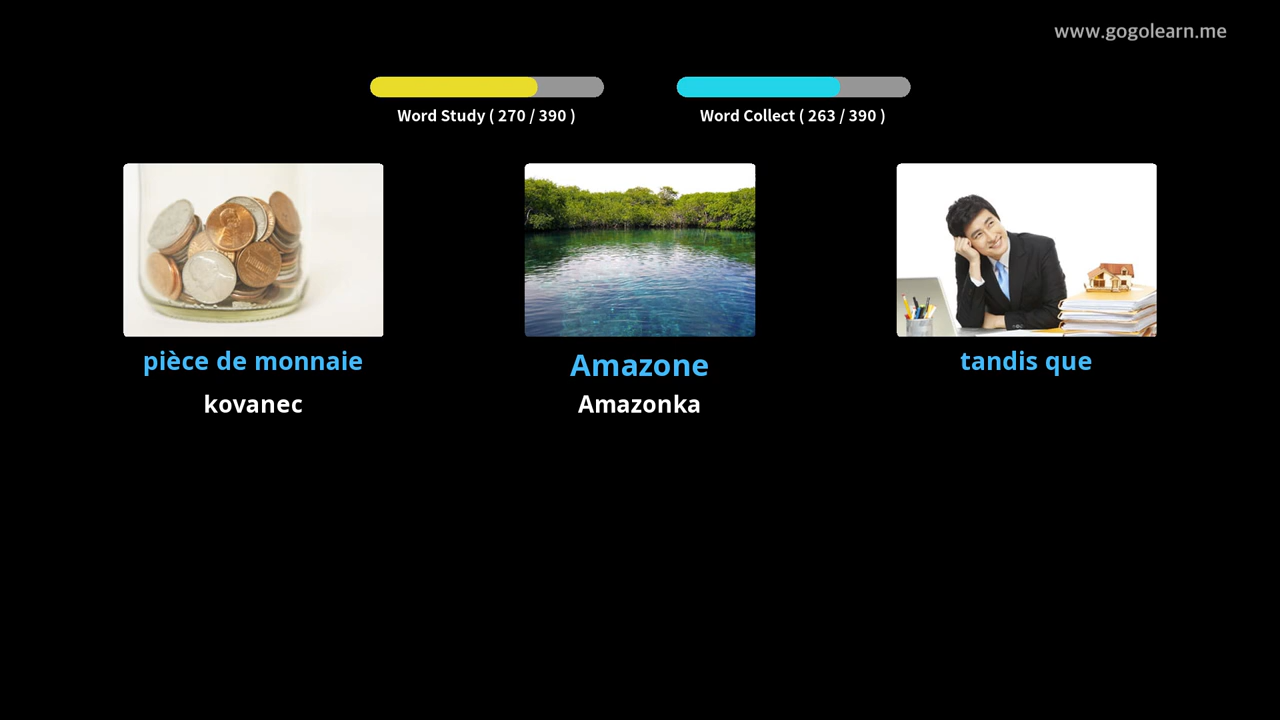 www.gogolearn.me
Word Study ( 270 / 390 )
Word Collect ( 263 / 390 )
pièce de monnaie
Amazone
tandis que
kovanec
Amazonka